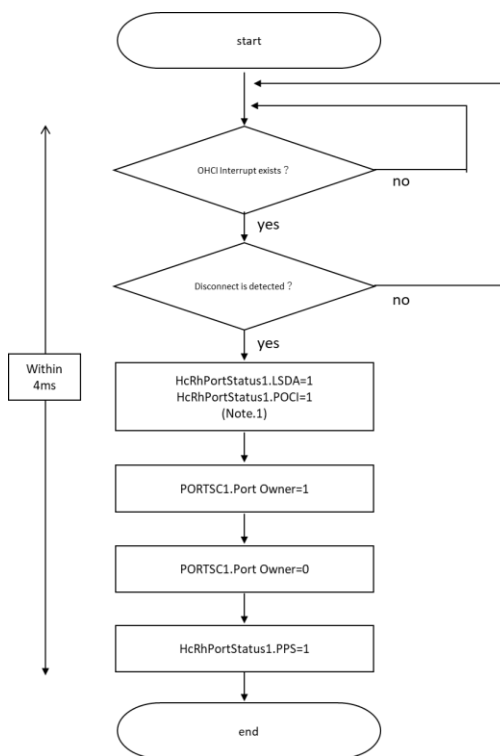 start
OHCI Interrupt exists？
no
yes
Disconnect is detected？
no
yes
Within
4ms
HcRhPortStatus1.LSDA=1
HcRhPortStatus1.POCI=1
(Note.1)
PORTSC1.Port Owner=1
PORTSC1.Port Owner=0
HcRhPortStatus1.PPS=1
end